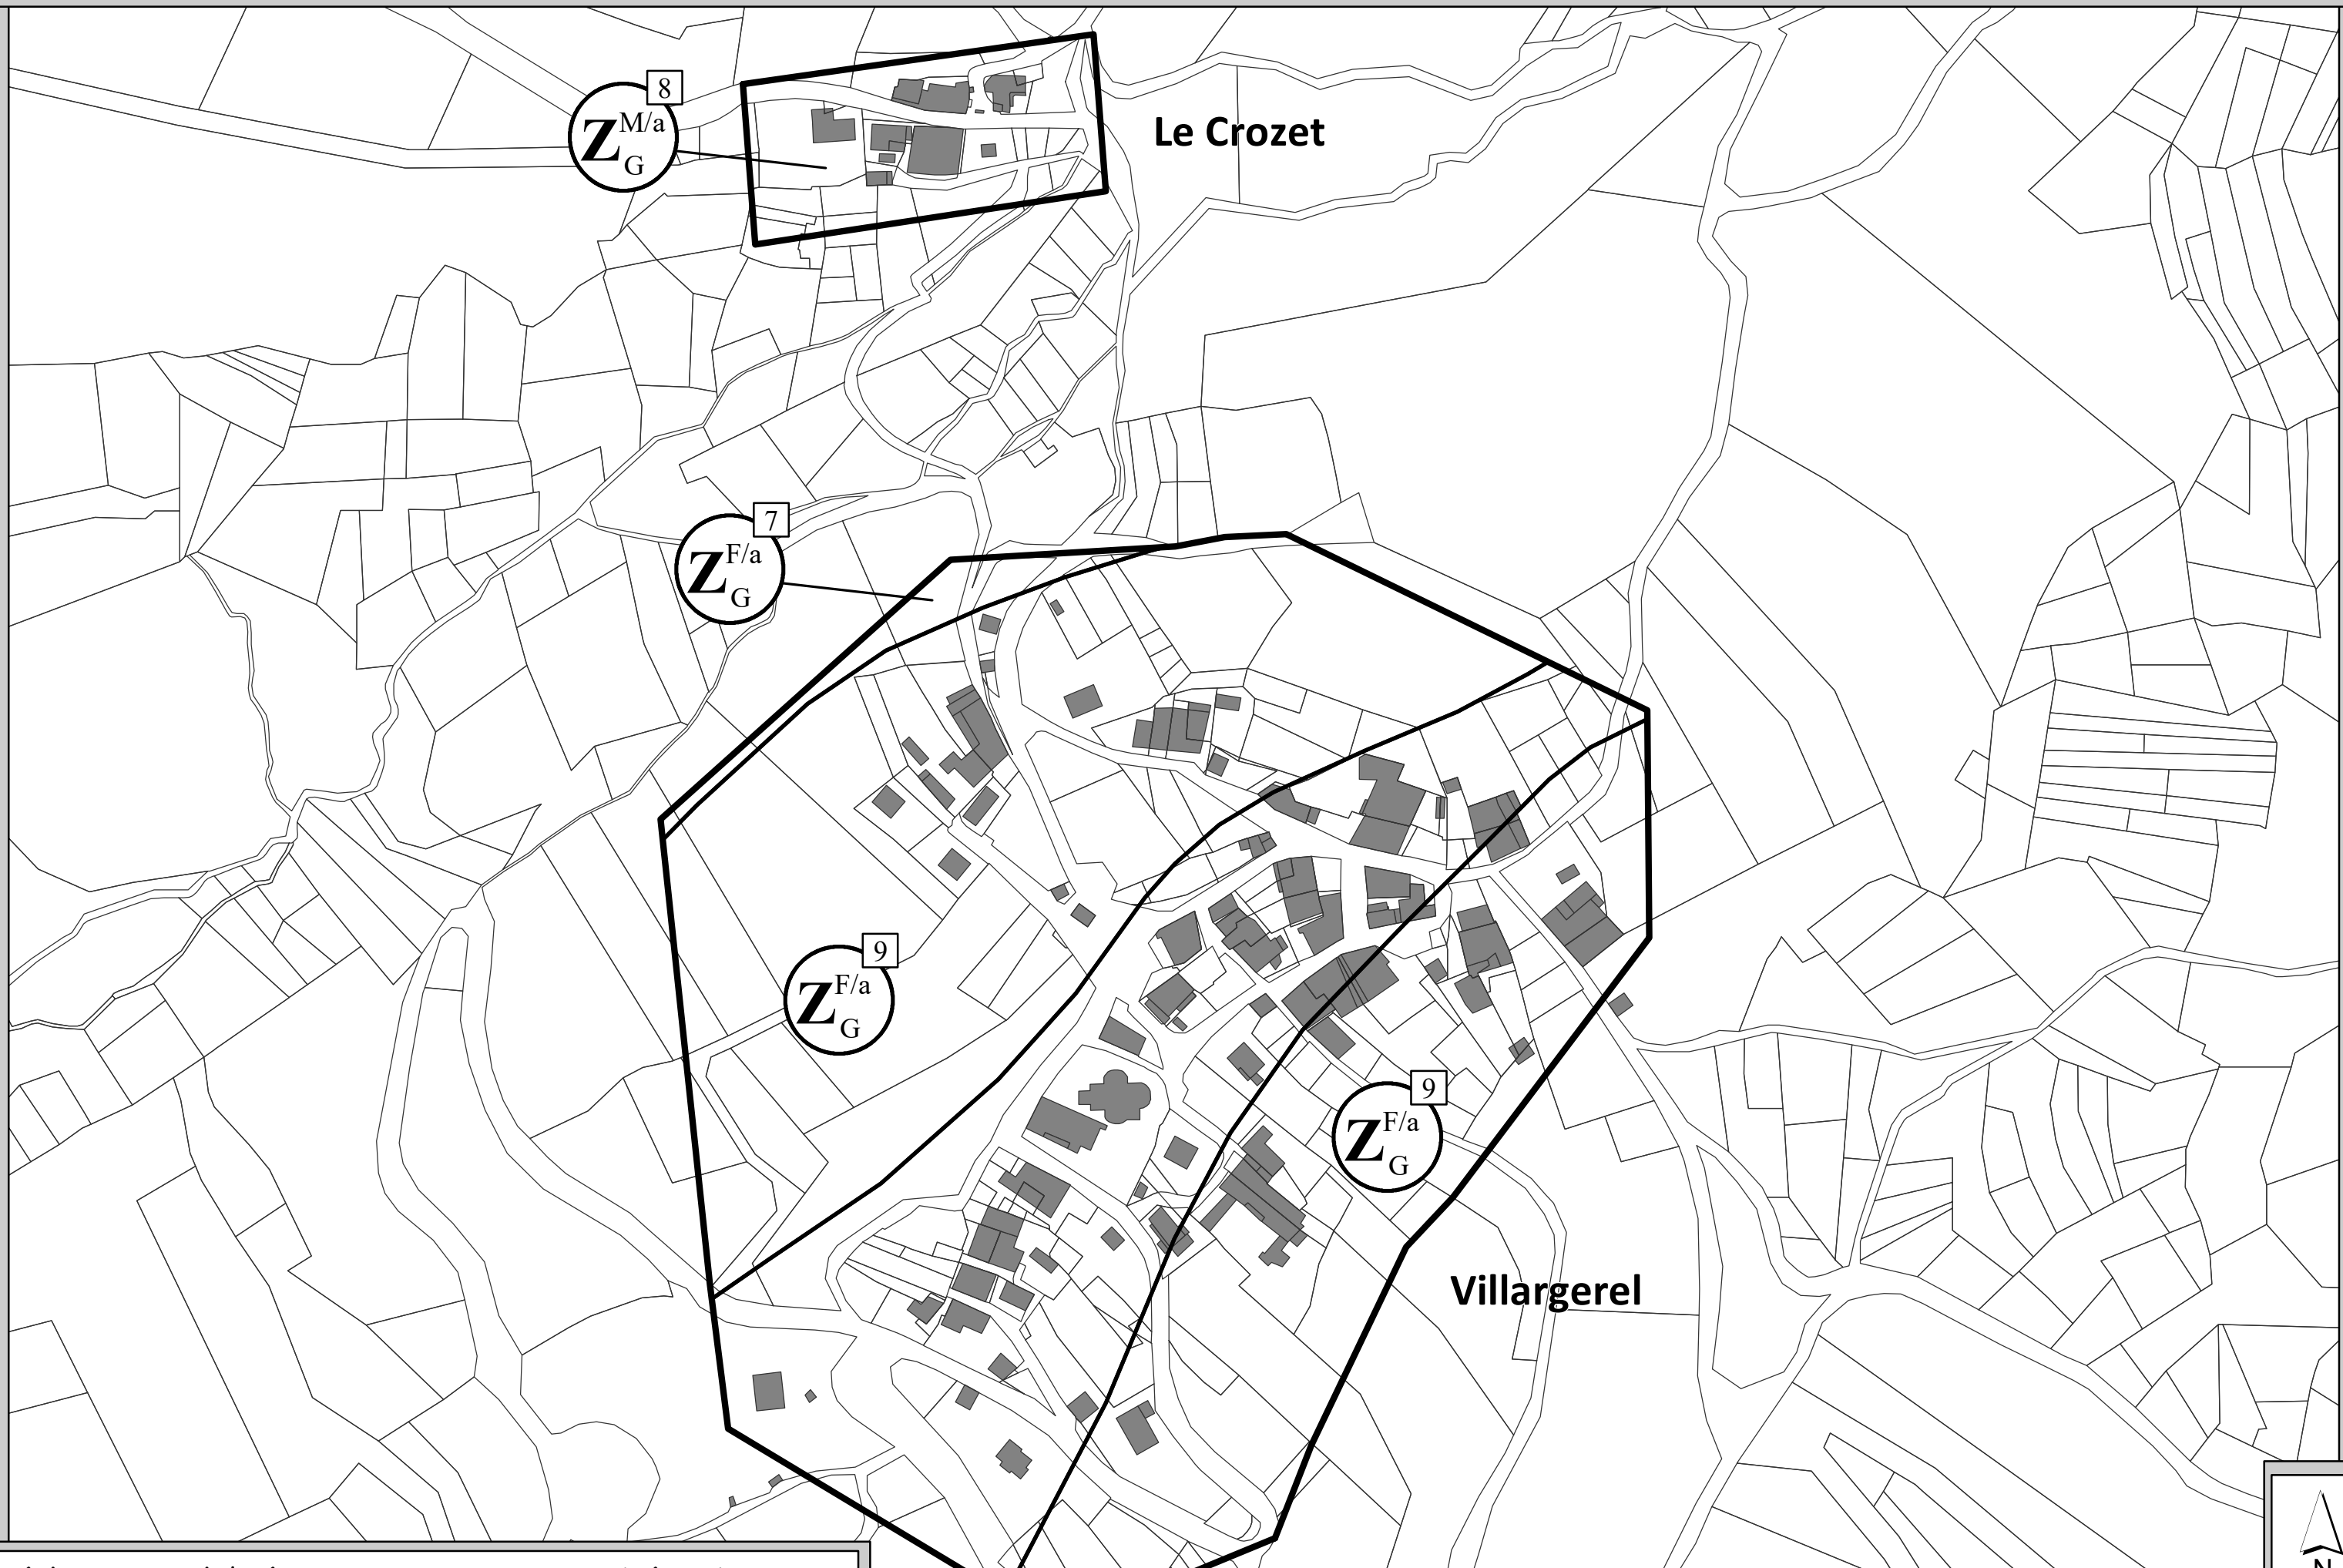 8
Z M/a G
Le Crozet
7
Z F/a G
9
Z F/a G
9
Z F/a G
Villargerel
N